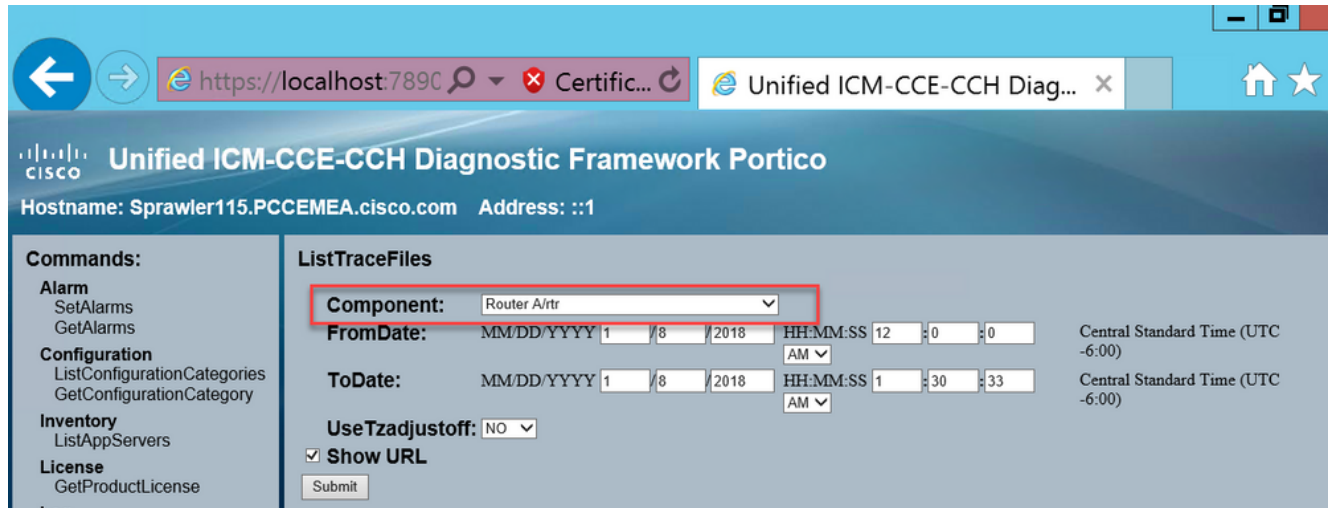 https://localhost:7890
Certific...
Unified ICM-CCE-CCH Diag...
CISCO
Unified ICM-CCE-CCH Diagnostic Framework Portico
Hostname: Sprawler115.PCCEMEA.cisco.com Address: ::1
Commands:
Alarm
SetAlarms
GetAlarms
Configuration
ListConfigurationCategories
GetConfigurationCategory
Inventory
ListAppServers
License
GetProductLicense
ListTraceFiles
Component: Router A/rtr
FromDate: MM/DD/YYYY 1 /8 /2018 HH:MM:SS 12 :0 :0 Central Standard Time (UTC
AM -6:00)
ToDate: MM/DD/YYYY 1 /8 /2018 HH:MM:SS 1 :30 :33 Central Standard Time (UTC
AM -6:00)
UseTzadjustoff: NO
Show URL
Submit